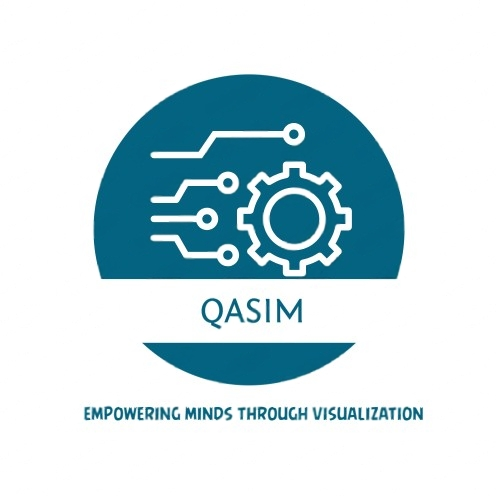 QASIM
EMPOWERING MINDS THROUGH VISUALIZATION